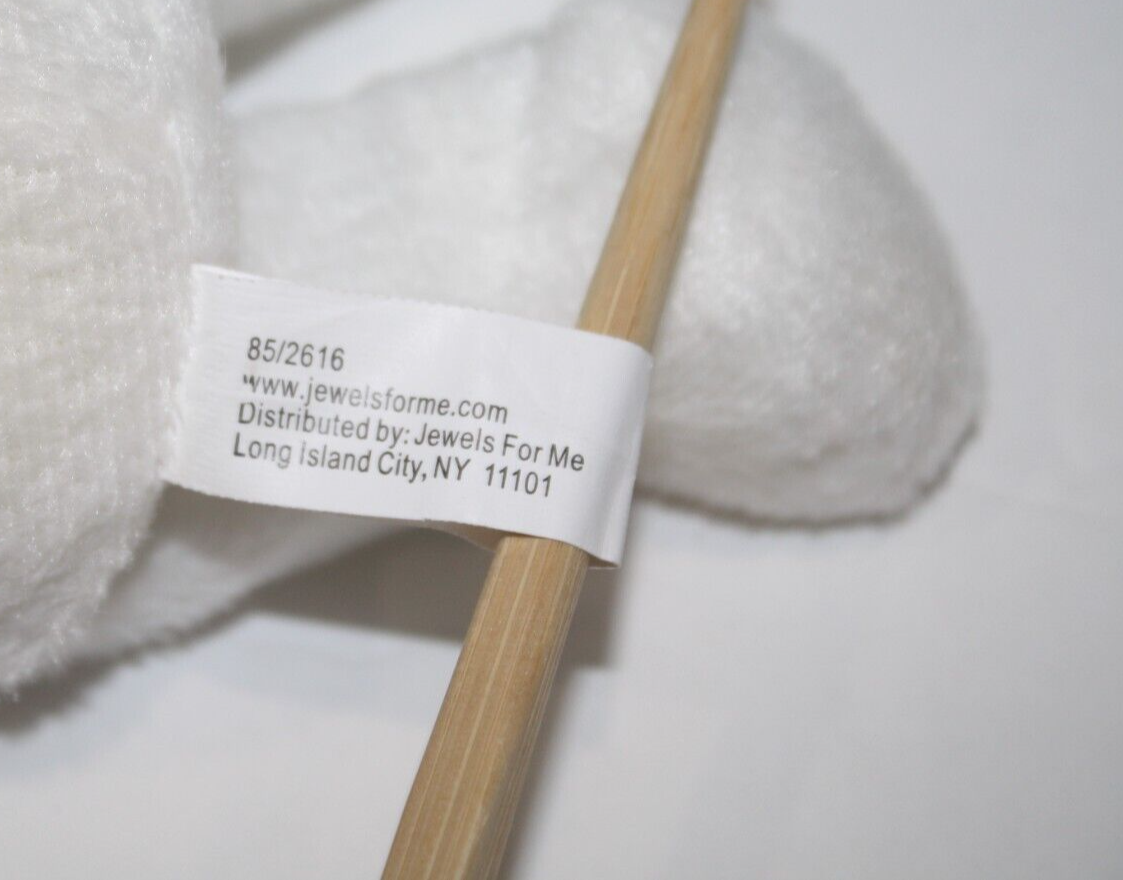 85/2616
www.jewelsforme.com
Distributed by: Jewels For Me
Long Island City, NY 11101